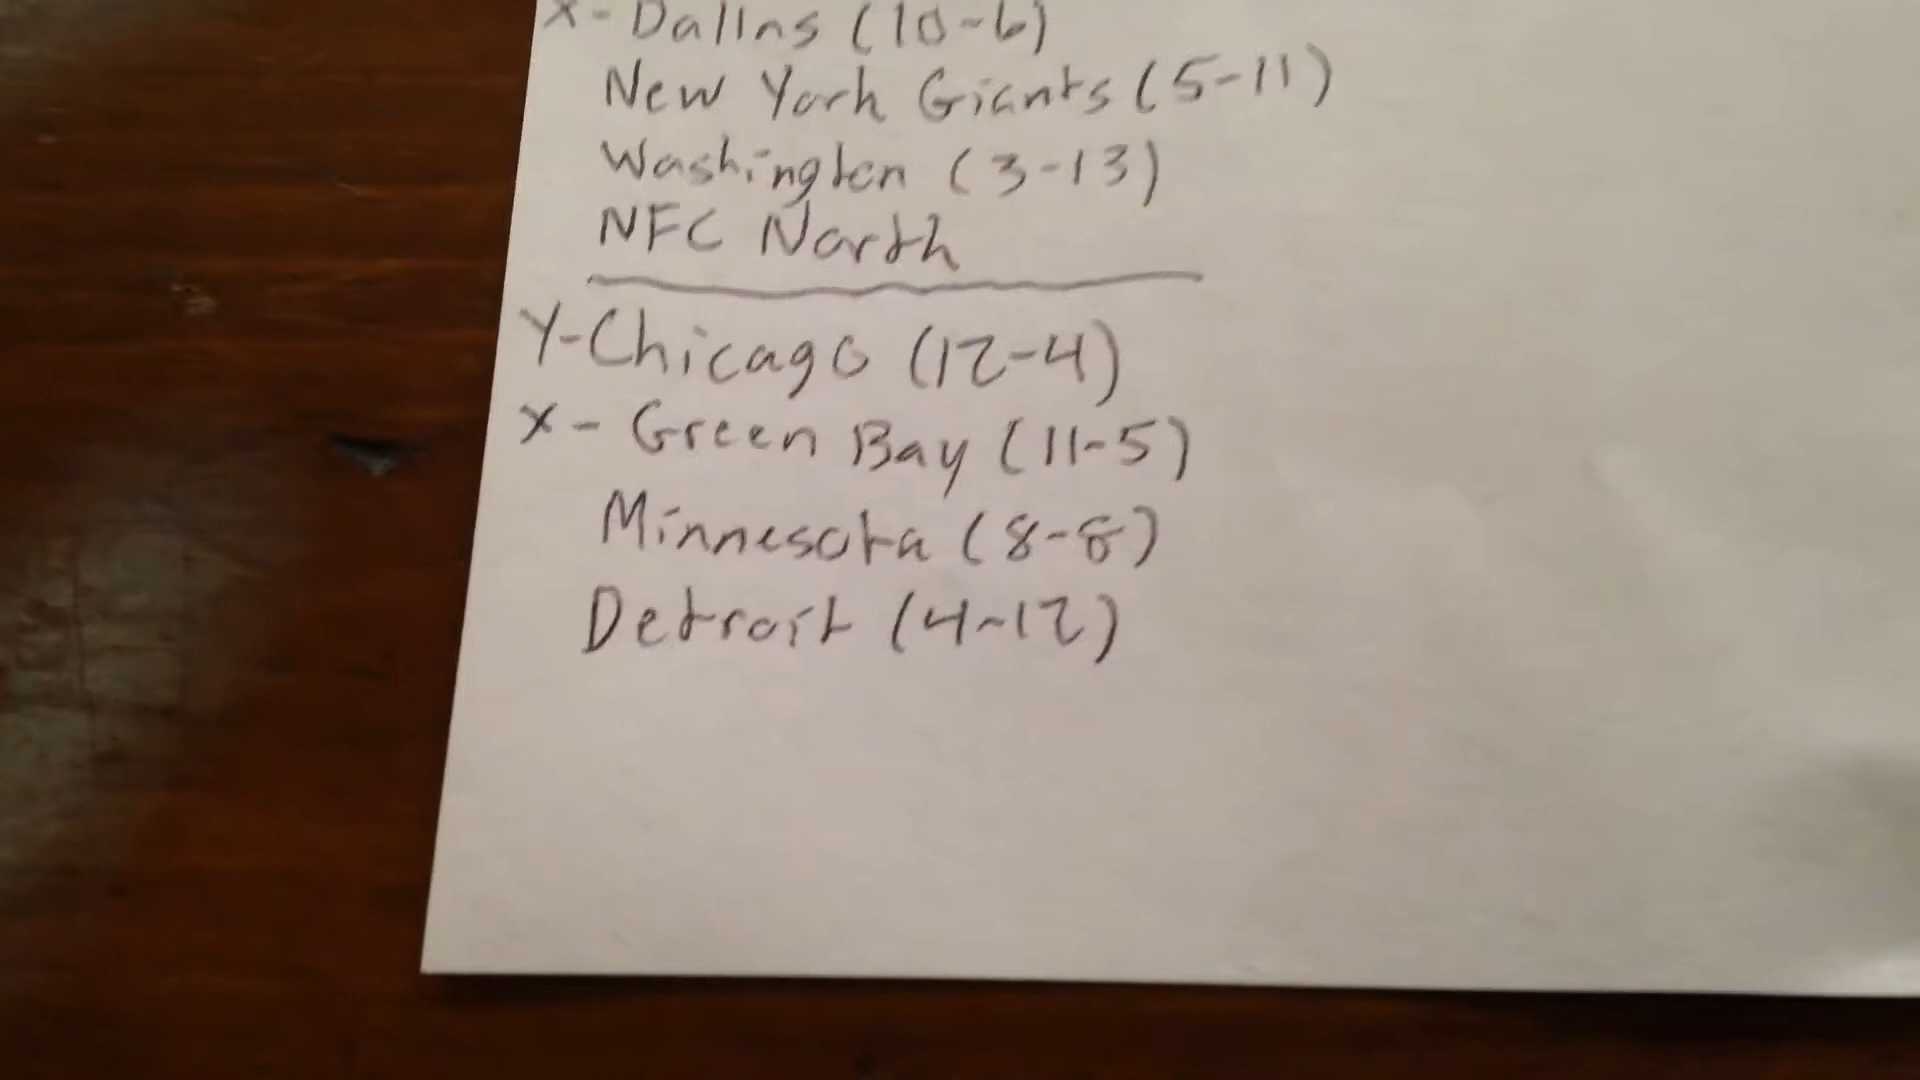 X- Dallas (10-6)
New York Giants (5-11)
Washington (3-13)
NFC North
Y-Chicago (12-4)
X- Green Bay (11-5)
Minnesota (8-8)
Detroit (4-12)